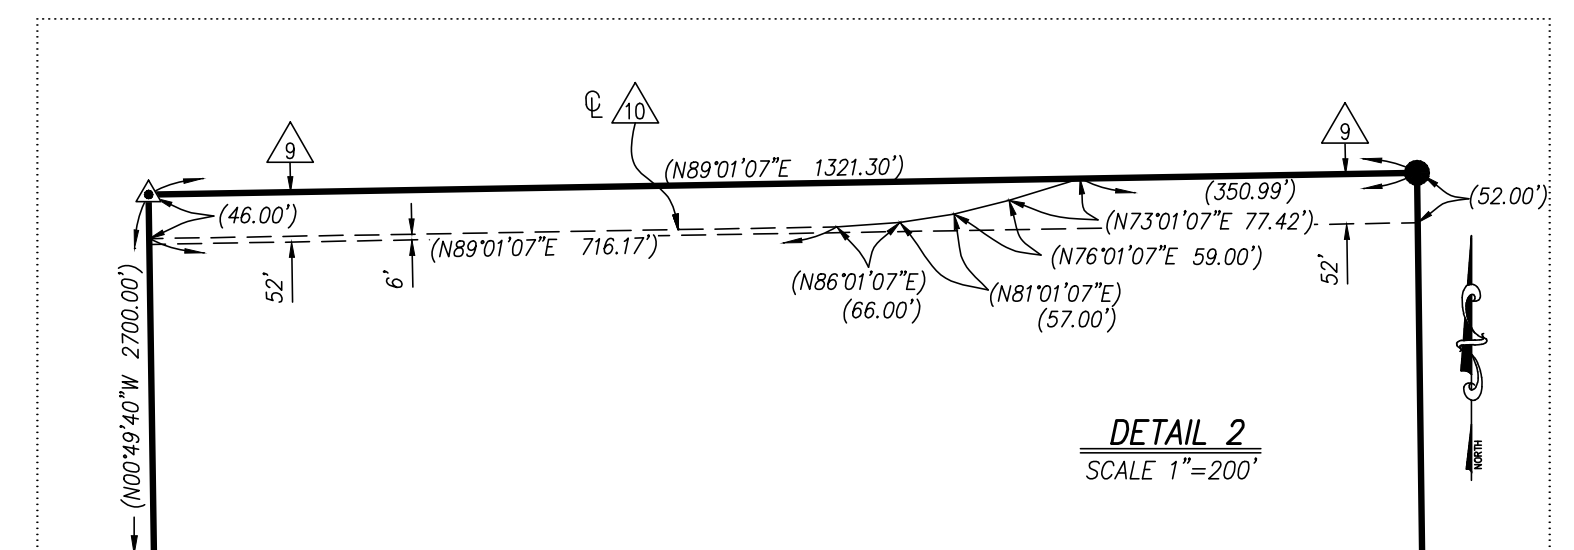 ℄ 10
9
9
(N89°01'07"E 1321.30')
(46.00')
(350.99')
(52.00')
(N73°01'07"E 77.42')
(N89°01'07"E 716.17')
(N76°01'07"E 59.00')
52'
6'
52'
(N86°01'07"E)
(66.00')
(N81°01'07"E)
(57.00')
(N00°49'40"W 2700.00')
DETAIL 2
SCALE 1"=200'
NORTH